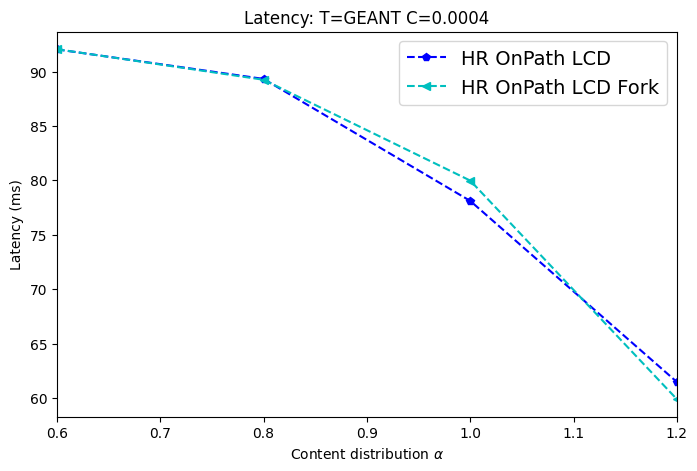 Latency: T=GEANT C=0.0004
HR OnPath LCD
HR OnPath LCD Fork
Latency (ms)
90
85
80
75
70
65
60
0.6
0.7
0.8
0.9
1.0
1.1
1.2
Content distribution α